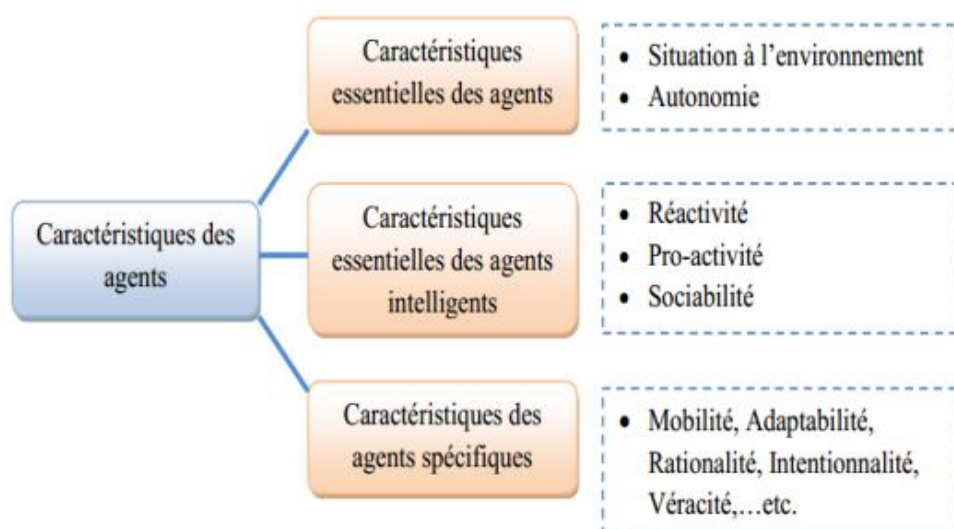 Caractéristiques des
agents
Caractéristiques
essentielles des agents
• Situation à l’environnement
• Autonomie
Caractéristiques
essentielles des agents
intelligents
• Réactivité
• Pro-activité
• Sociabilité
Caractéristiques des
agents spécifiques
• Mobilité, Adaptabilité,
Rationalité, Intentionnalité,
Véracité,…etc.